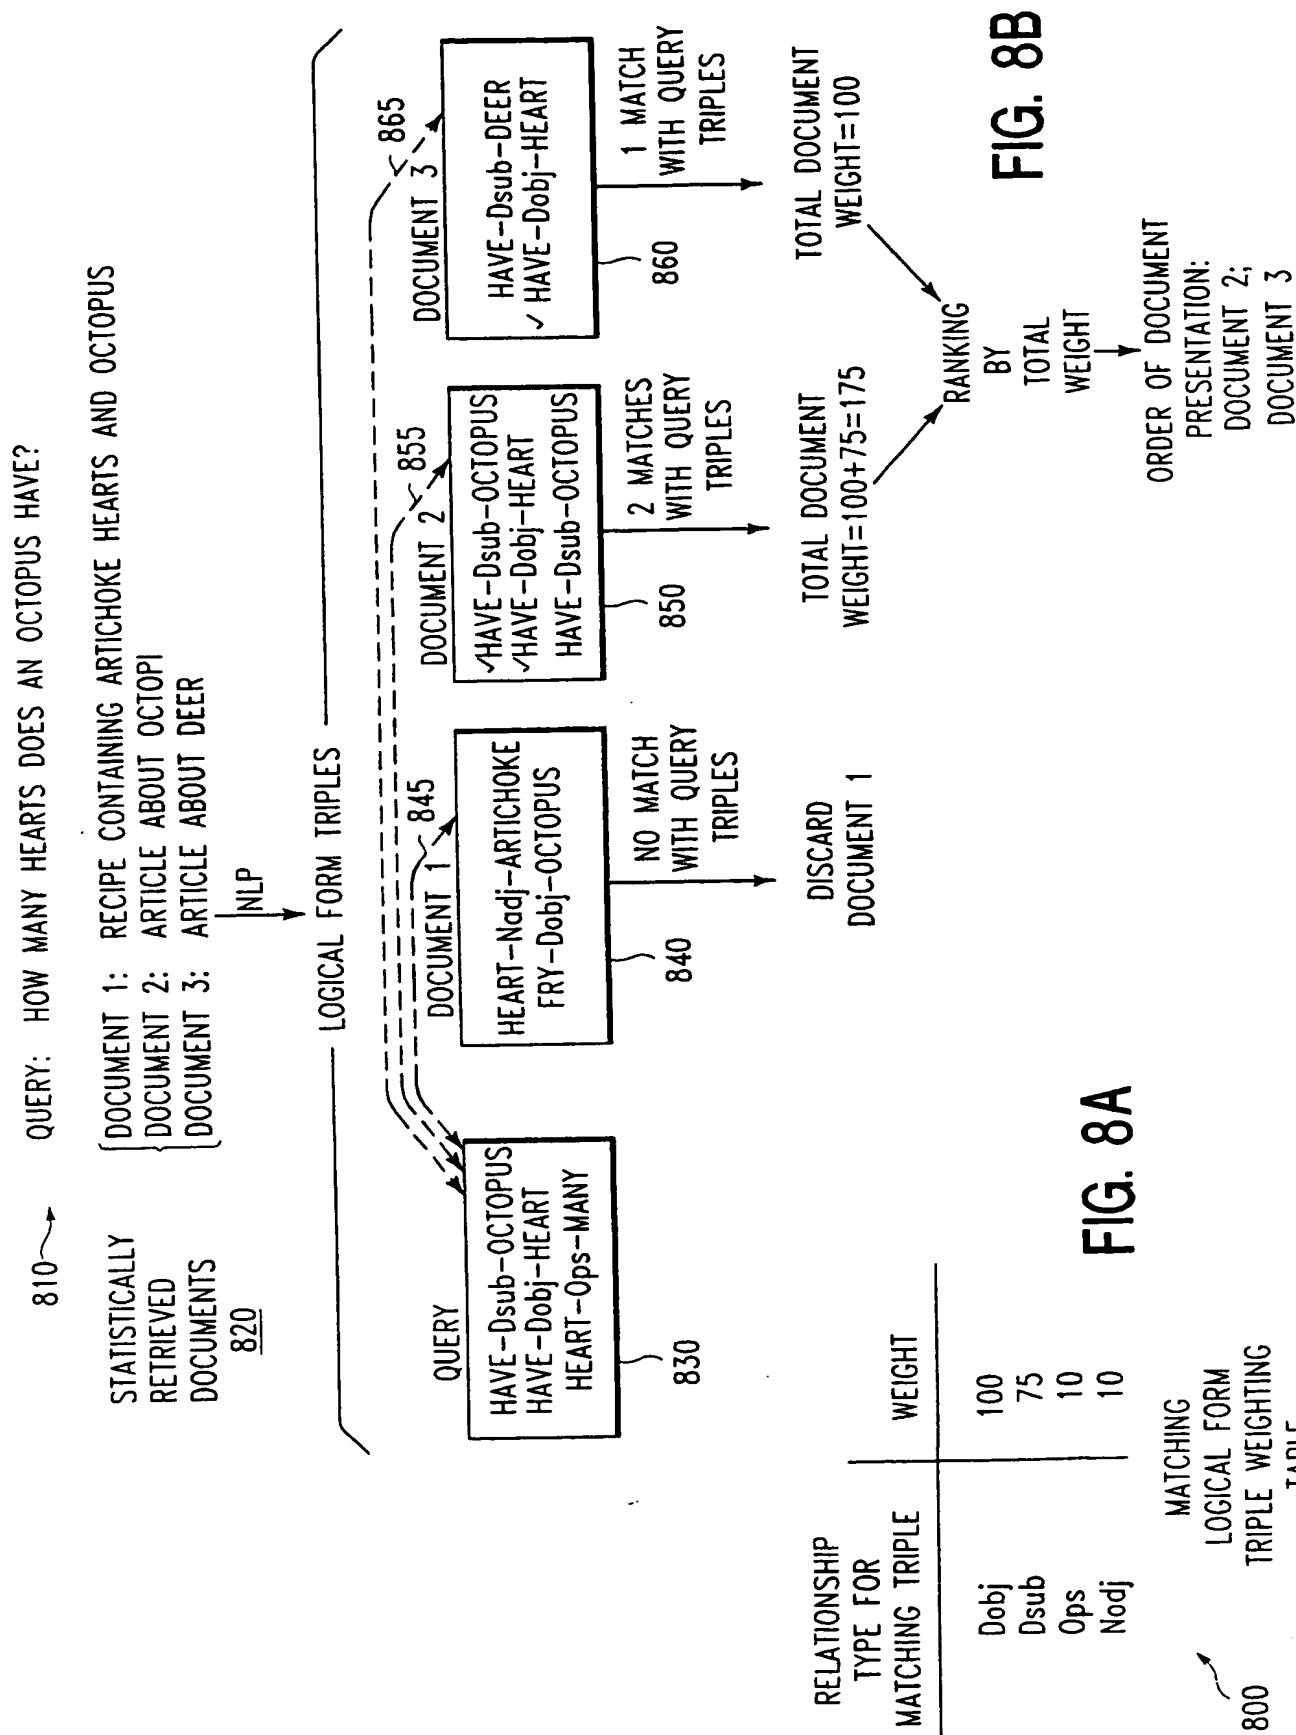 810
QUERY: HOW MANY HEARTS DOES AN OCTOPUS HAVE?
STATISTICALLY
RETRIEVED
DOCUMENTS
820
DOCUMENT 1: RECIPE CONTAINING ARTICHOKE HEARTS AND OCTOPUS
DOCUMENT 2: ARTICLE ABOUT OCTOPI
DOCUMENT 3: ARTICLE ABOUT DEER
NLP
LOGICAL FORM TRIPLES
QUERY
HAVE-Dsub-OCTOPUS
HAVE-Dobj-HEART
HEART-Ops-MANY
830
DOCUMENT 1
845
HEART-Nadj-ARTICHOKE
FRY-Dobj-OCTOPUS
840
NO MATCH
WITH QUERY
TRIPLES
DISCARD
DOCUMENT 1
DOCUMENT 2
855
✓HAVE-Dsub-OCTOPUS
✓HAVE-Dobj-HEART
HAVE-Dsub-OCTOPUS
850
2 MATCHES
WITH QUERY
TRIPLES
TOTAL DOCUMENT
WEIGHT=100+75=175
DOCUMENT 3
865
HAVE-Dsub-DEER
✓ HAVE-Dobj-HEART
860
1 MATCH
WITH QUERY
TRIPLES
TOTAL DOCUMENT
WEIGHT=100
RANKING
BY
TOTAL
WEIGHT
ORDER OF DOCUMENT
PRESENTATION:
DOCUMENT 2;
DOCUMENT 3
FIG. 8B
RELATIONSHIP
TYPE FOR
MATCHING TRIPLE
WEIGHT
Dobj 100
Dsub 75
Ops 10
Nodj 10
MATCHING
LOGICAL FORM
TRIPLE WEIGHTING
TABLE
800
FIG. 8A